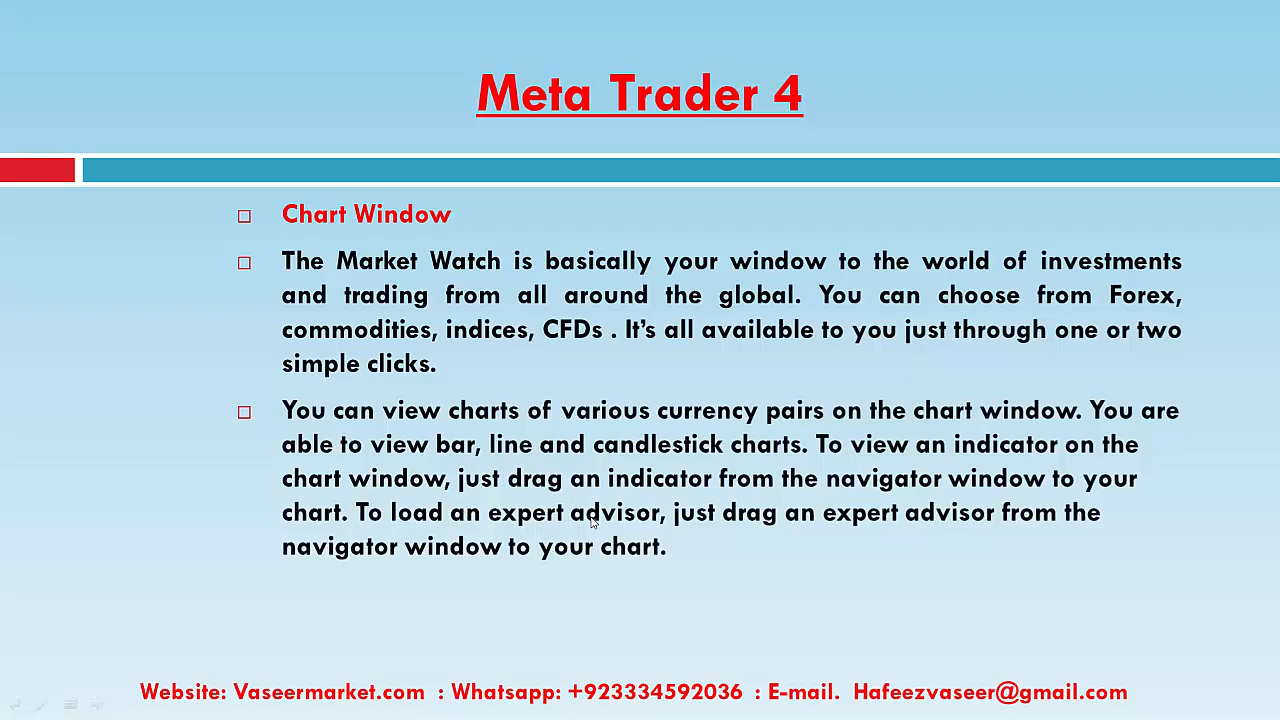 Meta Trader 4
Chart Window
The Market Watch is basically your window to the world of investments
and trading from all around the global. You can choose from Forex,
commodities, indices, CFDs . It’s all available to you just through one or two
simple clicks.
You can view charts of various currency pairs on the chart window. You are
able to view bar, line and candlestick charts. To view an indicator on the
chart window, just drag an indicator from the navigator window to your
chart. To load an expert advisor, just drag an expert advisor from the
navigator window to your chart.
Website: Vaseermarket.com : Whatsapp: +923334592036 : E-mail. Hafeezvaseer@gmail.com